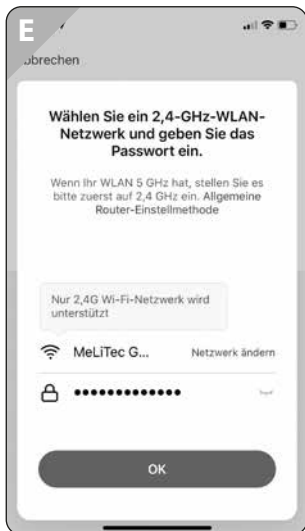 E
bbrechen
Wählen Sie ein 2,4-GHz-WLAN-
Netzwerk und geben Sie das
Passwort ein.
Wenn Ihr WLAN 5 GHz hat, stellen Sie es
bitte zuerst auf 2,4 GHz ein. Allgemeine
Router-Einstellmethode
Nur 2,4G Wi-Fi-Netzwerk wird
unterstützt
MeLiTec G... Netzwerk ändern
•••••••••••••
OK